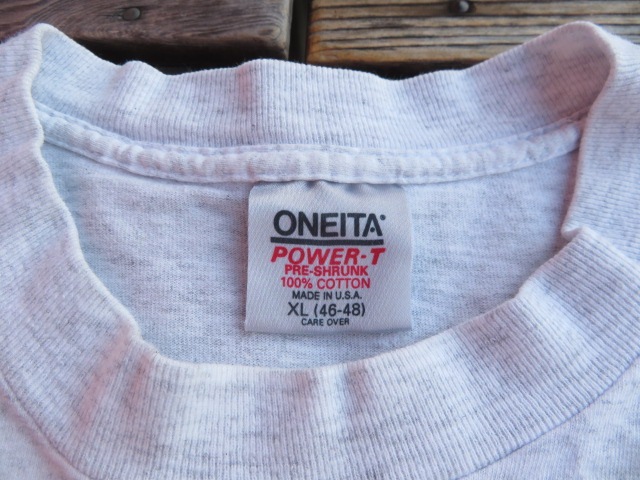 ONEITA
POWER-T
PRE-SHRUNK
100% COTTON
MADE IN U.S.A.
XL (46-48)
CARE OVER